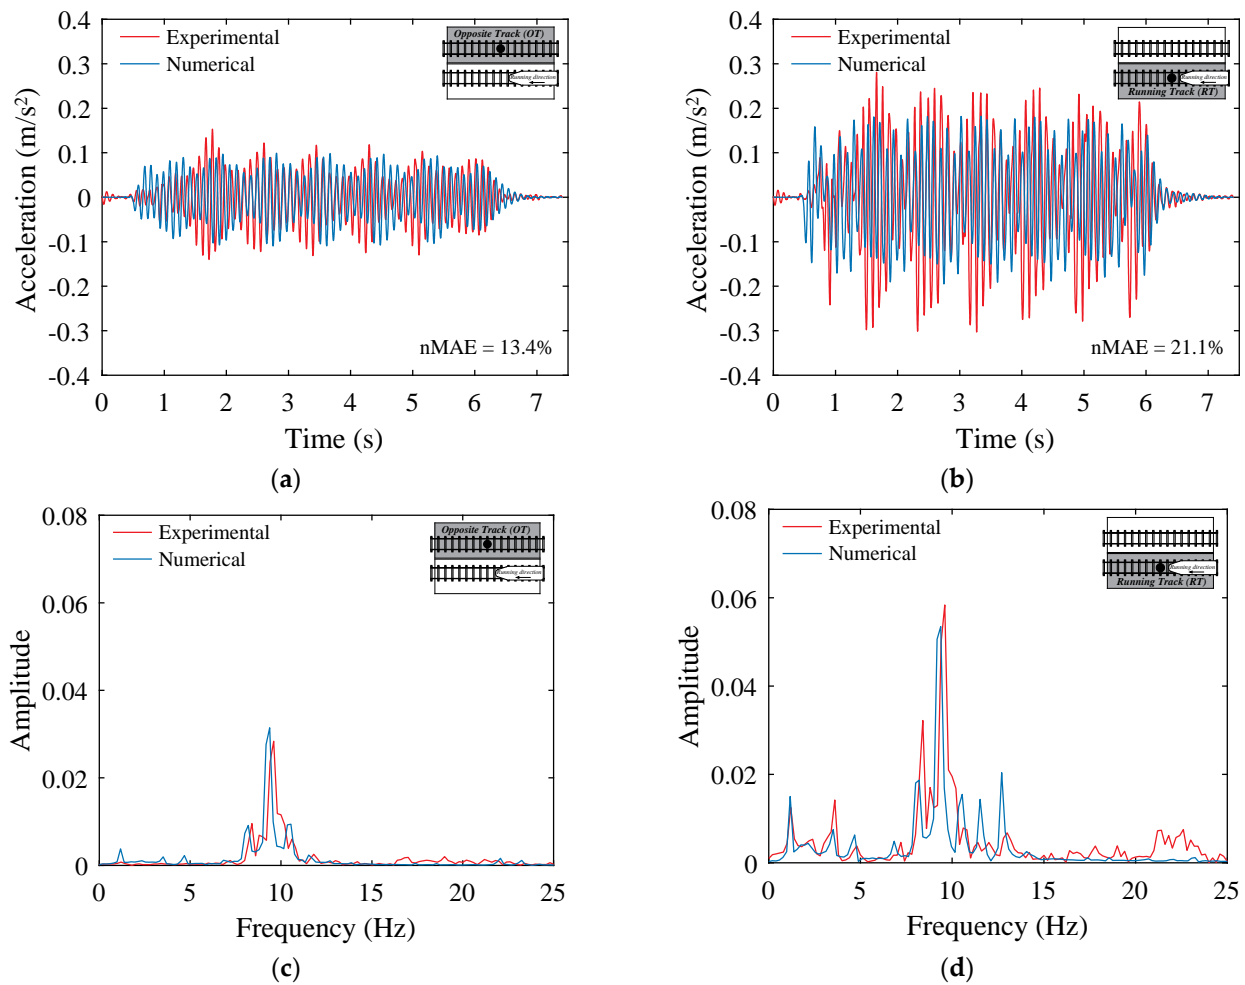 0.4
0.3
0.2
0.1
0
-0.1
-0.2
-0.3
-0.4
Acceleration (m/s²)
Experimental
Numerical
Opposite Track (OT)
Running direction
nMAE = 13.4%
0 1 2 3 4 5 6 7
Time (s)
(a)
0.4
0.3
0.2
0.1
0
-0.1
-0.2
-0.3
-0.4
Acceleration (m/s²)
Experimental
Numerical
Running direction
Running Track (RT)
nMAE = 21.1%
0 1 2 3 4 5 6 7
Time (s)
(b)
0.08
0.06
0.04
0.02
0
Amplitude
Experimental
Numerical
Opposite Track (OT)
Running direction
0 5 10 15 20 25
Frequency (Hz)
(c)
0.08
0.06
0.04
0.02
0
Amplitude
Experimental
Numerical
Running direction
Running Track (RT)
0 5 10 15 20 25
Frequency (Hz)
(d)